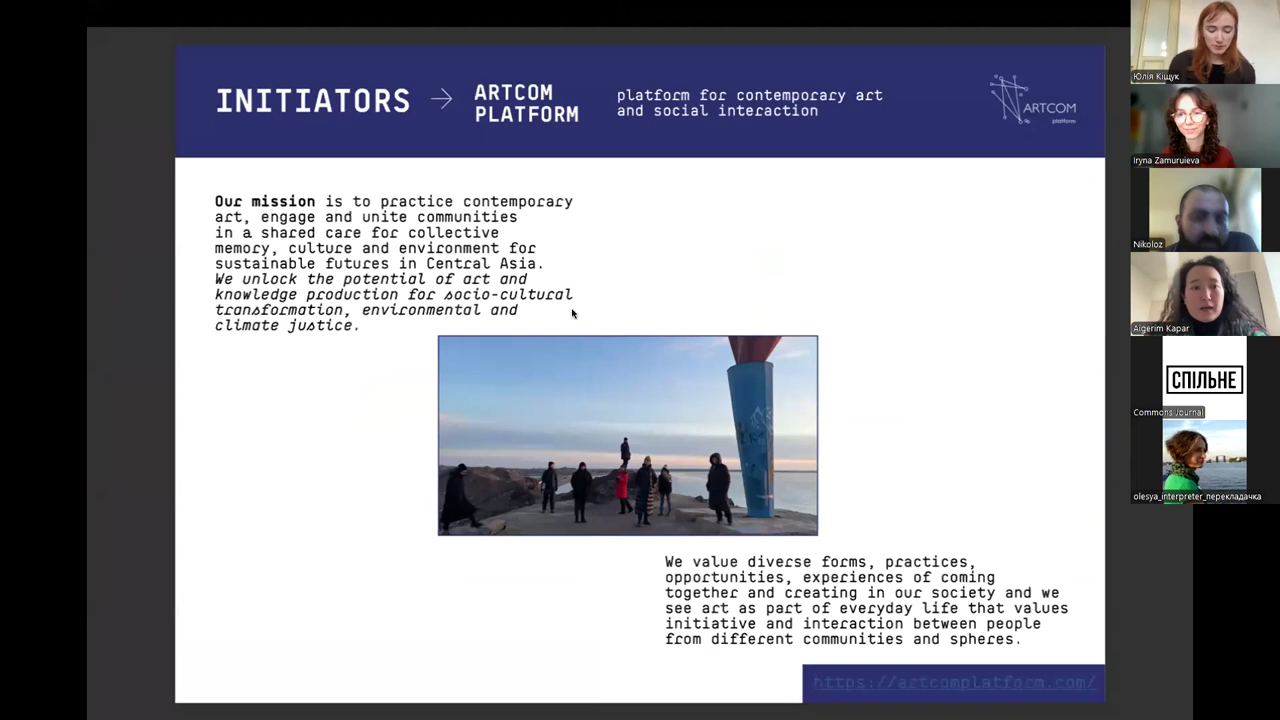 INITIATORS → ARTCOM PLATFORM
platform for contemporary art
and social interaction
ARTCOM
platform
Our mission is to practice contemporary
art, engage and unite communities
in a shared care for collective
memory, culture and environment for
sustainable futures in Central Asia.
We unlock the potential of art and
knowledge production for socio-cultural
transformation, environmental and
climate justice.
We value diverse forms, practices,
opportunities, experiences of coming
together and creating in our society and we
see art as part of everyday life that values
initiative and interaction between people
from different communities and spheres.
https://artcomplatform.com/
Юлія Кіщук
Iryna Zamuruieva
Nikoloz
Aigerim Kapar
СПІЛЬНЕ
Commons Journal
olesya_interpreter_перекладачка